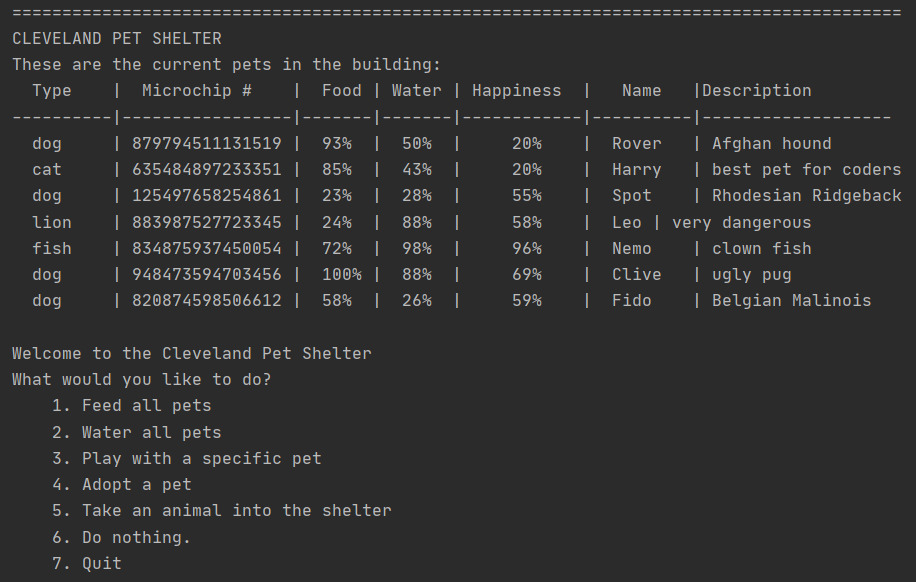 =========================================================================================
CLEVELAND PET SHELTER
These are the current pets in the building:
  Type    |  Microchip #    |  Food | Water | Happiness  |   Name   |Description
----------|-----------------|-------|-------|------------|----------|-------------------
  dog     | 879794511131519 |  93%  |  50%  |     20%    |  Rover   | Afghan hound
  cat     | 635484897233351 |  85%  |  43%  |     20%    |  Harry   | best pet for coders
  dog     | 125497658254861 |  23%  |  28%  |     55%    |  Spot    | Rhodesian Ridgeback
  lion    | 883987527723345 |  24%  |  88%  |     58%    |  Leo | very dangerous
  fish    | 834875937450054 |  72%  |  98%  |     96%    |  Nemo    | clown fish
  dog     | 948473594703456 |  100% |  88%  |     69%    |  Clive   | ugly pug
  dog     | 820874598506612 |  58%  |  26%  |     59%    |  Fido    | Belgian Malinois

Welcome to the Cleveland Pet Shelter
What would you like to do?
    1. Feed all pets
    2. Water all pets
    3. Play with a specific pet
    4. Adopt a pet
    5. Take an animal into the shelter
    6. Do nothing.
    7. Quit